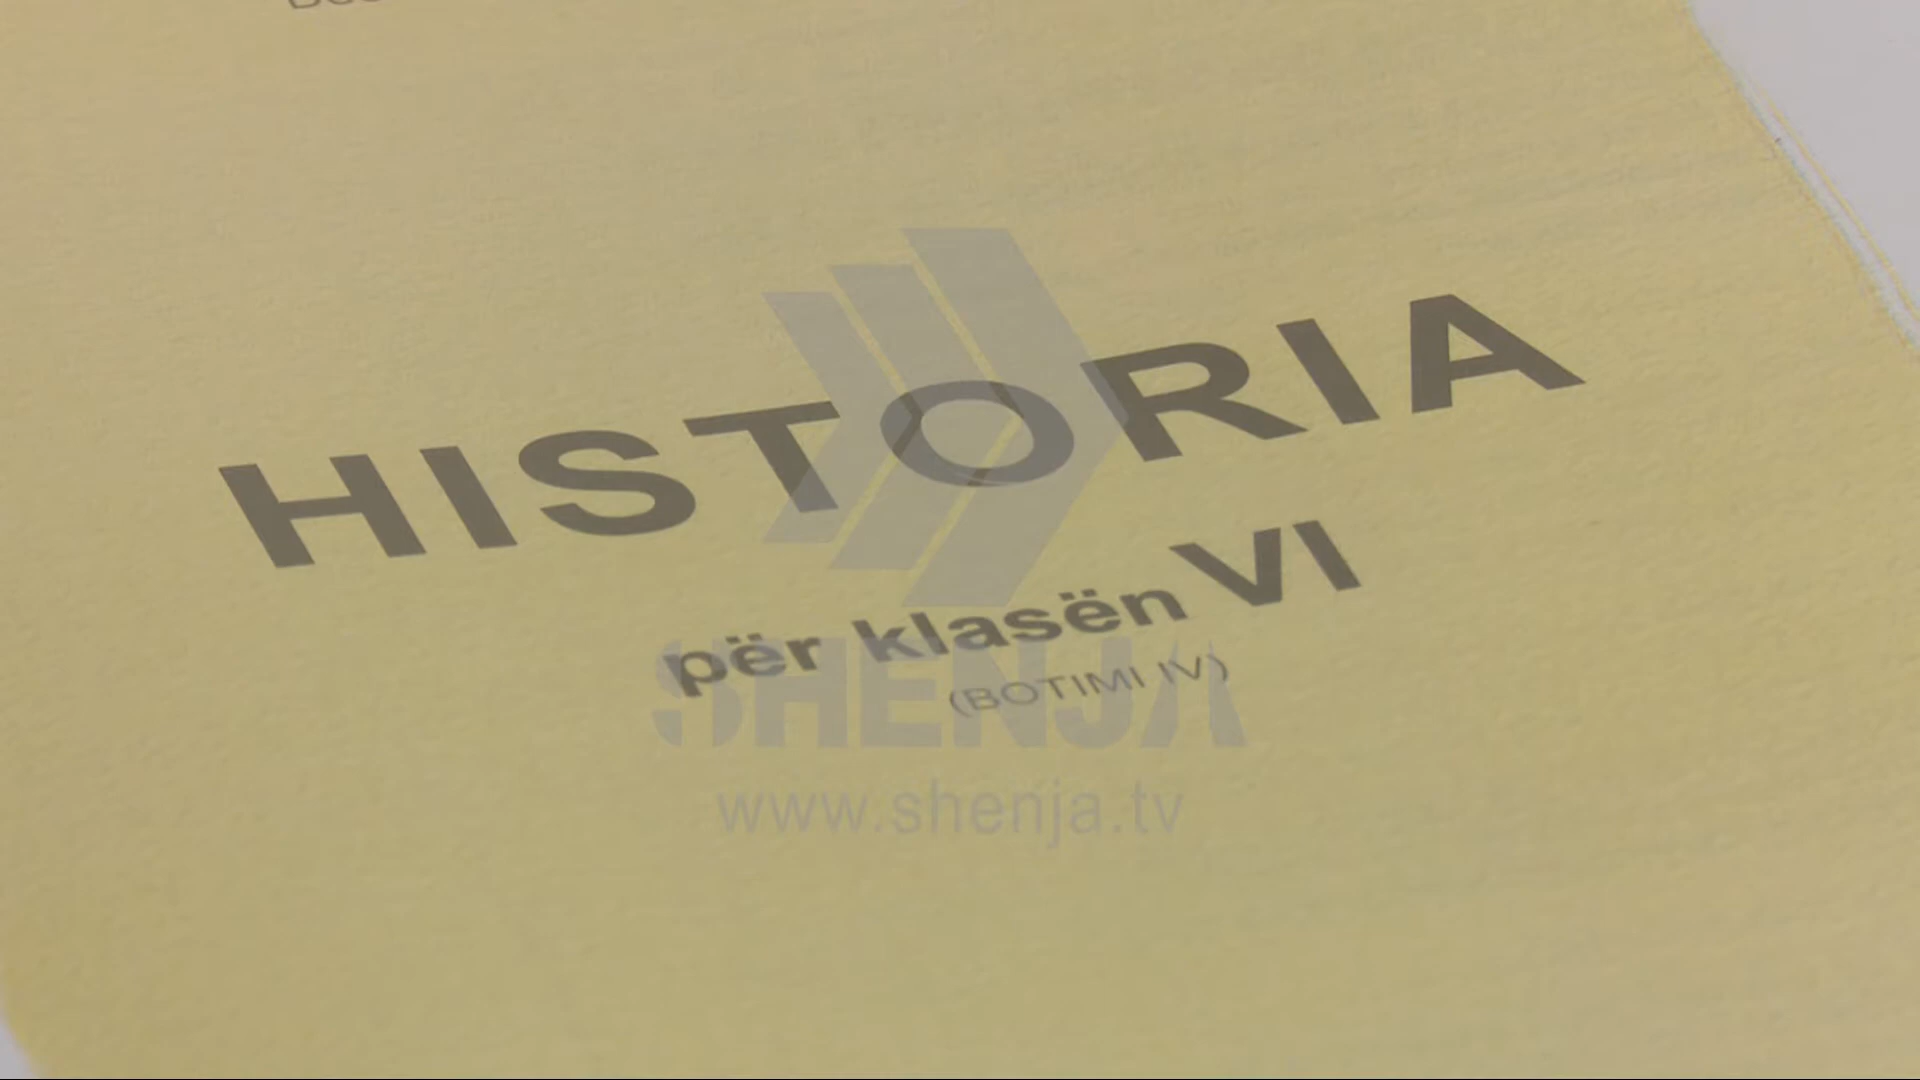 HISTORIA
për klasën VI
(BOTIMI IV)
SHENJA
www.shenja.tv